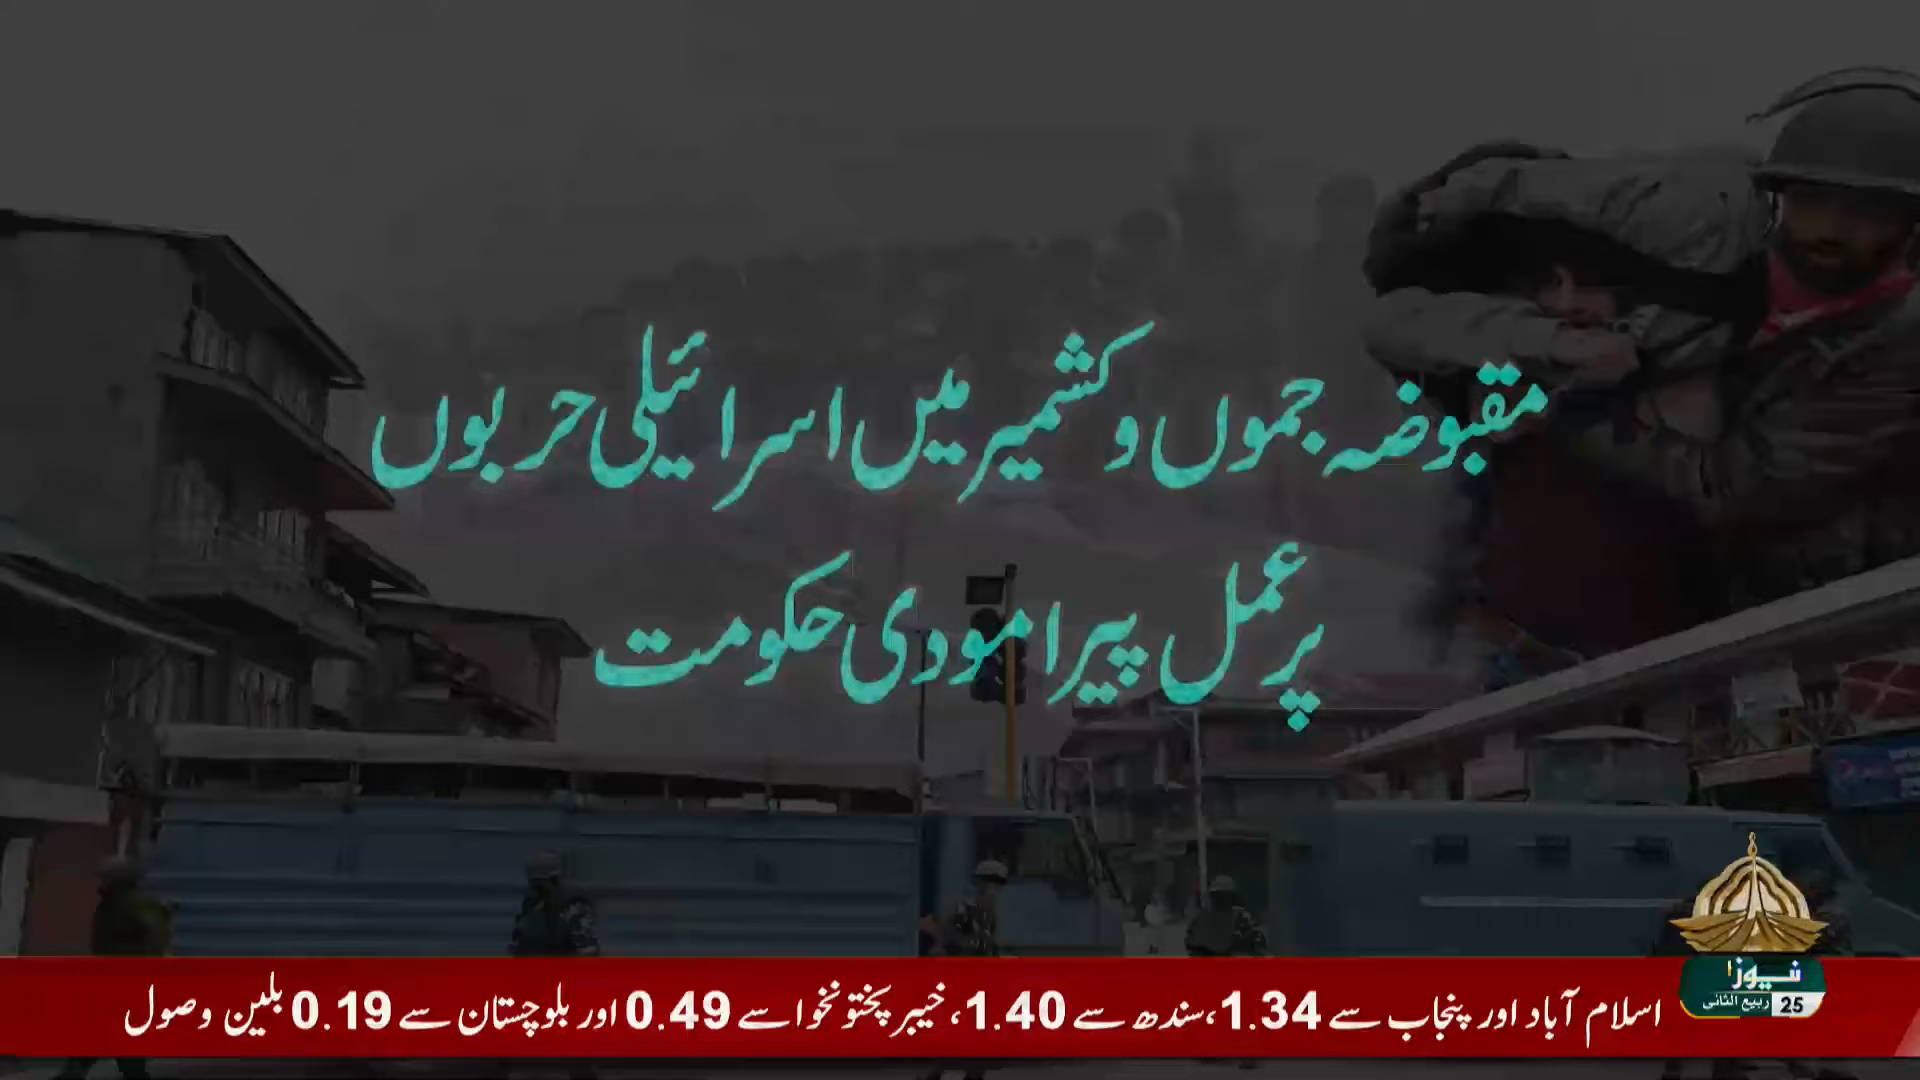 مقبوضہ جموں و کشمیر میں اسرائیلی حربوں
پر عمل پیرا مودی حکومت
نیوز
25 ربیع الثانی
اسلام آباد اور پنجاب سے 1.34، سندھ سے 1.40، خیبر پختونخوا سے 0.49 اور بلوچستان سے 0.19 بلین وصول